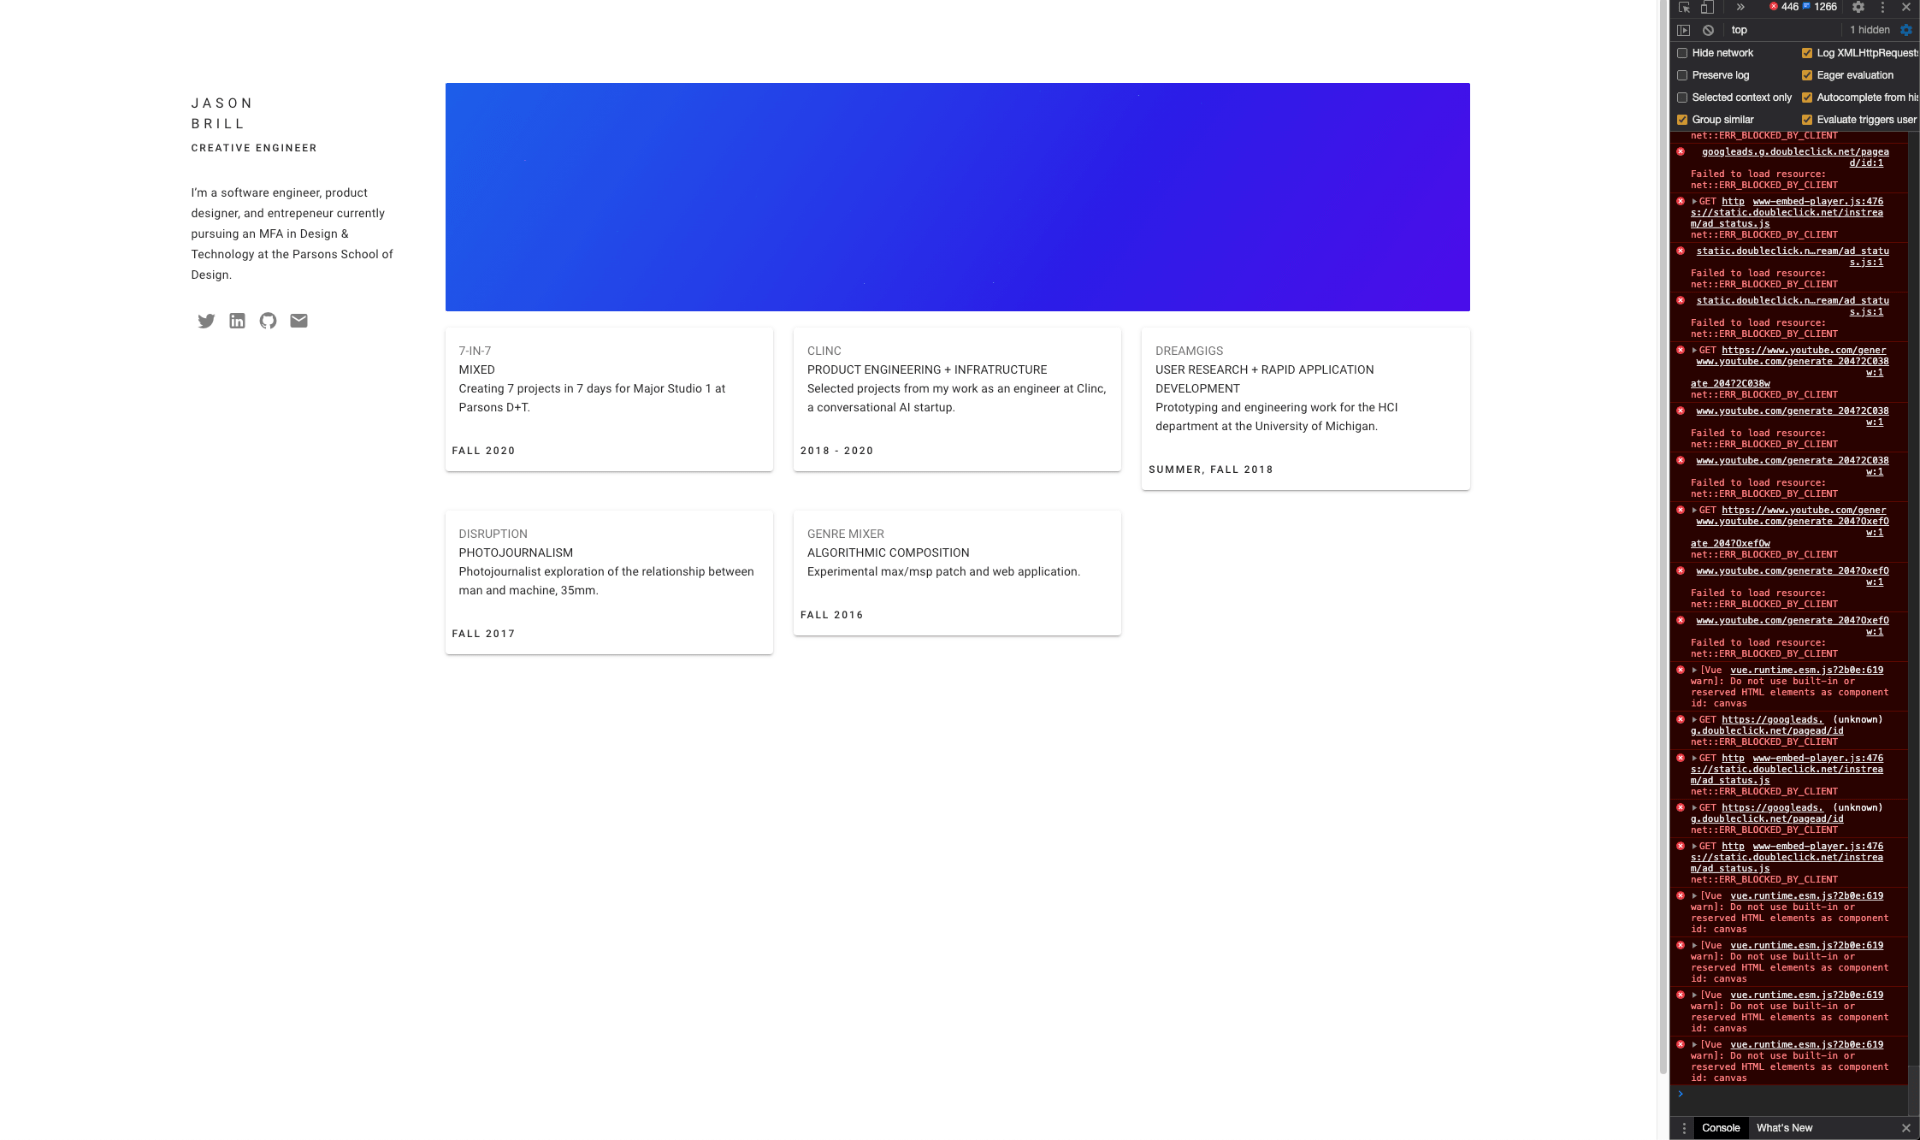 JASON
BRILL
CREATIVE ENGINEER
I'm a software engineer, product
designer, and entrepeneur currently
pursuing an MFA in Design &
Technology at the Parsons School of
Design.
7-IN-7
MIXED
Creating 7 projects in 7 days for Major Studio 1 at
Parsons D+T.
FALL 2020
CLINC
PRODUCT ENGINEERING + INFRATRUCTURE
Selected projects from my work as an engineer at Clinc,
a conversational AI startup.
2018 - 2020
DREAMGIGS
USER RESEARCH + RAPID APPLICATION
DEVELOPMENT
Prototyping and engineering work for the HCI
department at the University of Michigan.
SUMMER, FALL 2018
DISRUPTION
PHOTOJOURNALISM
Photojournalist exploration of the relationship between
man and machine, 35mm.
FALL 2017
GENRE MIXER
ALGORITHMIC COMPOSITION
Experimental max/msp patch and web application.
FALL 2016
446 1266
top 1 hidden
Hide network Log XMLHttpRequests
Preserve log Eager evaluation
Selected context only Autocomplete from his
Group similar Evaluate triggers user
net::ERR_BLOCKED_BY_CLIENT
googleads.g.doubleclick.net/pagea
d/id:1
Failed to load resource:
net::ERR_BLOCKED_BY_CLIENT
GET http www-embed-player.js:476
s://static.doubleclick.net/instrea
m/ad_status.js
net::ERR_BLOCKED_BY_CLIENT
static.doubleclick.n…ream/ad_statu
s.js:1
Failed to load resource:
net::ERR_BLOCKED_BY_CLIENT
static.doubleclick.n…ream/ad_statu
s.js:1
Failed to load resource:
net::ERR_BLOCKED_BY_CLIENT
GET https://www.youtube.com/gener
www.youtube.com/generate_204?2C038
w:1
ate_204?2C038w
net::ERR_BLOCKED_BY_CLIENT
www.youtube.com/generate_204?2C038
w:1
Failed to load resource:
net::ERR_BLOCKED_BY_CLIENT
www.youtube.com/generate_204?2C038
w:1
Failed to load resource:
net::ERR_BLOCKED_BY_CLIENT
GET https://www.youtube.com/gener
www.youtube.com/generate_204?OxefO
w:1
ate_204?OxefOw
net::ERR_BLOCKED_BY_CLIENT
www.youtube.com/generate_204?OxefO
w:1
Failed to load resource:
net::ERR_BLOCKED_BY_CLIENT
www.youtube.com/generate_204?OxefO
w:1
Failed to load resource:
net::ERR_BLOCKED_BY_CLIENT
[Vue vue.runtime.esm.js?2b0e:619
warn]: Do not use built-in or
reserved HTML elements as component
id: canvas
GET https://googleads. (unknown)
g.doubleclick.net/pagead/id
net::ERR_BLOCKED_BY_CLIENT
GET http www-embed-player.js:476
s://static.doubleclick.net/instrea
m/ad_status.js
net::ERR_BLOCKED_BY_CLIENT
GET https://googleads. (unknown)
g.doubleclick.net/pagead/id
net::ERR_BLOCKED_BY_CLIENT
GET http www-embed-player.js:476
s://static.doubleclick.net/instrea
m/ad_status.js
net::ERR_BLOCKED_BY_CLIENT
[Vue vue.runtime.esm.js?2b0e:619
warn]: Do not use built-in or
reserved HTML elements as component
id: canvas
[Vue vue.runtime.esm.js?2b0e:619
warn]: Do not use built-in or
reserved HTML elements as component
id: canvas
[Vue vue.runtime.esm.js?2b0e:619
warn]: Do not use built-in or
reserved HTML elements as component
id: canvas
[Vue vue.runtime.esm.js?2b0e:619
warn]: Do not use built-in or
reserved HTML elements as component
id: canvas
Console What's New